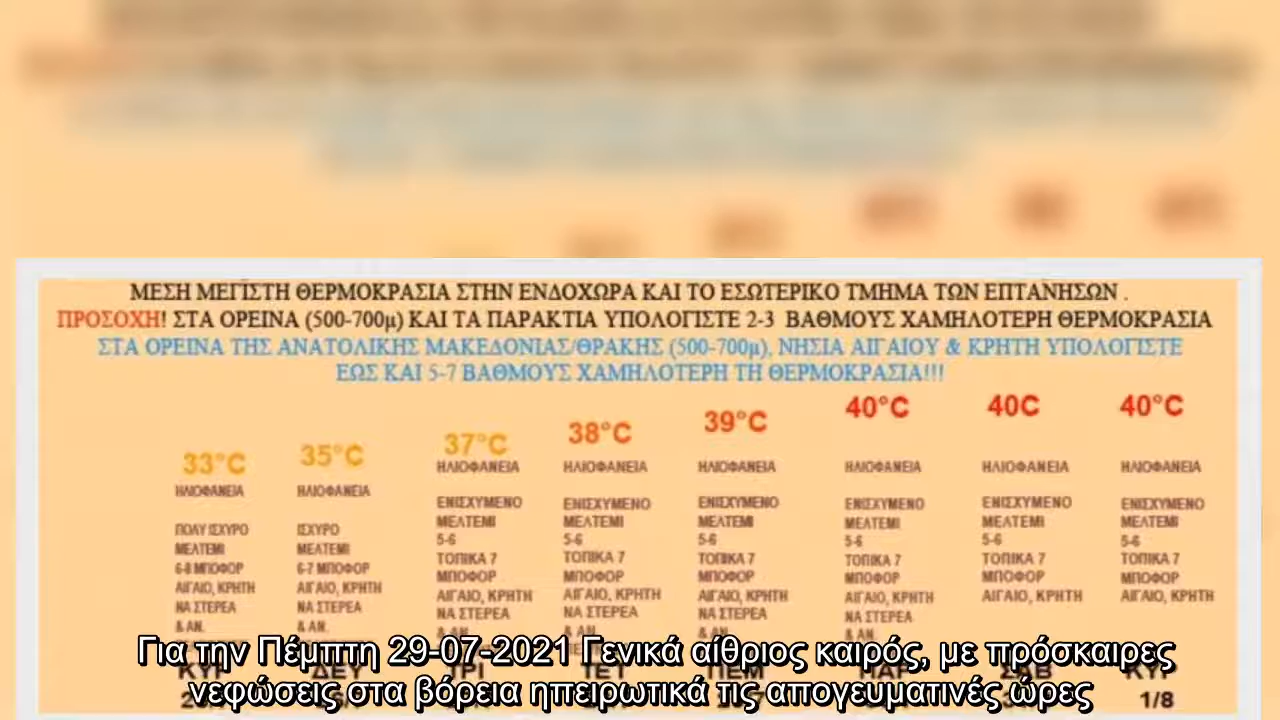 ΜΕΣΗ ΜΕΓΙΣΤΗ ΘΕΡΜΟΚΡΑΣΙΑ ΣΤΗΝ ΕΝΔΟΧΩΡΑ ΚΑΙ ΤΟ ΕΣΩΤΕΡΙΚΟ ΤΜΗΜΑ ΤΩΝ ΕΠΤΑΝΗΣΩΝ .
ΠΡΟΣΟΧΗ! ΣΤΑ ΟΡΕΙΝΑ (500-700μ) ΚΑΙ ΤΑ ΠΑΡΑΚΤΙΑ ΥΠΟΛΟΓΙΣΤΕ 2-3 ΒΑΘΜΟΥΣ ΧΑΜΗΛΟΤΕΡΗ ΘΕΡΜΟΚΡΑΣΙΑ
ΣΤΑ ΟΡΕΙΝΑ ΤΗΣ ΑΝΑΤΟΛΙΚΗΣ ΜΑΚΕΔΟΝΙΑΣ/ΘΡΑΚΗΣ (500-700μ), ΝΗΣΙΑ ΑΙΓΑΙΟΥ & ΚΡΗΤΗ ΥΠΟΛΟΓΙΣΤΕ
ΕΩΣ ΚΑΙ 5-7 ΒΑΘΜΟΥΣ ΧΑΜΗΛΟΤΕΡΗ ΤΗ ΘΕΡΜΟΚΡΑΣΙΑ!!!
33°C
ΗΛΙΟΦΑΝΕΙΑ
ΠΟΛΥ ΙΣΧΥΡΟ
ΜΕΛΤΕΜΙ
6-8 ΜΠΟΦΟΡ
ΑΙΓΑΙΟ, ΚΡΗΤΗ
ΝΑ ΣΤΕΡΕΑ
& ΑΝ.
35°C
ΗΛΙΟΦΑΝΕΙΑ
ΙΣΧΥΡΟ
ΜΕΛΤΕΜΙ
6-7 ΜΠΟΦΟΡ
ΑΙΓΑΙΟ, ΚΡΗΤΗ
ΝΑ ΣΤΕΡΕΑ
& ΑΝ.
37°C
ΗΛΙΟΦΑΝΕΙΑ
ΕΝΙΣΧΥΜΕΝΟ
ΜΕΛΤΕΜΙ
5-6
ΤΟΠΙΚΑ 7
ΜΠΟΦΟΡ
ΑΙΓΑΙΟ, ΚΡΗΤΗ
ΝΑ ΣΤΕΡΕΑ
& ΑΝ.
38°C
ΗΛΙΟΦΑΝΕΙΑ
ΕΝΙΣΧΥΜΕΝΟ
ΜΕΛΤΕΜΙ
5-6
ΤΟΠΙΚΑ 7
ΜΠΟΦΟΡ
ΑΙΓΑΙΟ, ΚΡΗΤΗ
ΝΑ ΣΤΕΡΕΑ
& ΑΝ.
39°C
ΗΛΙΟΦΑΝΕΙΑ
ΕΝΙΣΧΥΜΕΝΟ
ΜΕΛΤΕΜΙ
5-6
ΤΟΠΙΚΑ 7
ΜΠΟΦΟΡ
ΑΙΓΑΙΟ, ΚΡΗΤΗ
ΝΑ ΣΤΕΡΕΑ
& ΑΝ.
40°C
ΗΛΙΟΦΑΝΕΙΑ
ΕΝΙΣΧΥΜΕΝΟ
ΜΕΛΤΕΜΙ
5-6
ΤΟΠΙΚΑ 7
ΜΠΟΦΟΡ
ΑΙΓΑΙΟ, ΚΡΗΤΗ
ΝΑ ΣΤΕΡΕΑ
& ΑΝ.
40C
ΗΛΙΟΦΑΝΕΙΑ
ΕΝΙΣΧΥΜΕΝΟ
ΜΕΛΤΕΜΙ
5-6
ΤΟΠΙΚΑ 7
ΜΠΟΦΟΡ
ΑΙΓΑΙΟ, ΚΡΗΤΗ
40°C
ΗΛΙΟΦΑΝΕΙΑ
ΕΝΙΣΧΥΜΕΝΟ
ΜΕΛΤΕΜΙ
5-6
ΤΟΠΙΚΑ 7
ΜΠΟΦΟΡ
ΑΙΓΑΙΟ, ΚΡΗΤΗ
ΚΥΡ
1/8
Για την Πέμπτη 29-07-2021 Γενικά αίθριος καιρός, με πρόσκαιρες
νεφώσεις στα βόρεια ηπειρωτικά τις απογευματινές ώρες